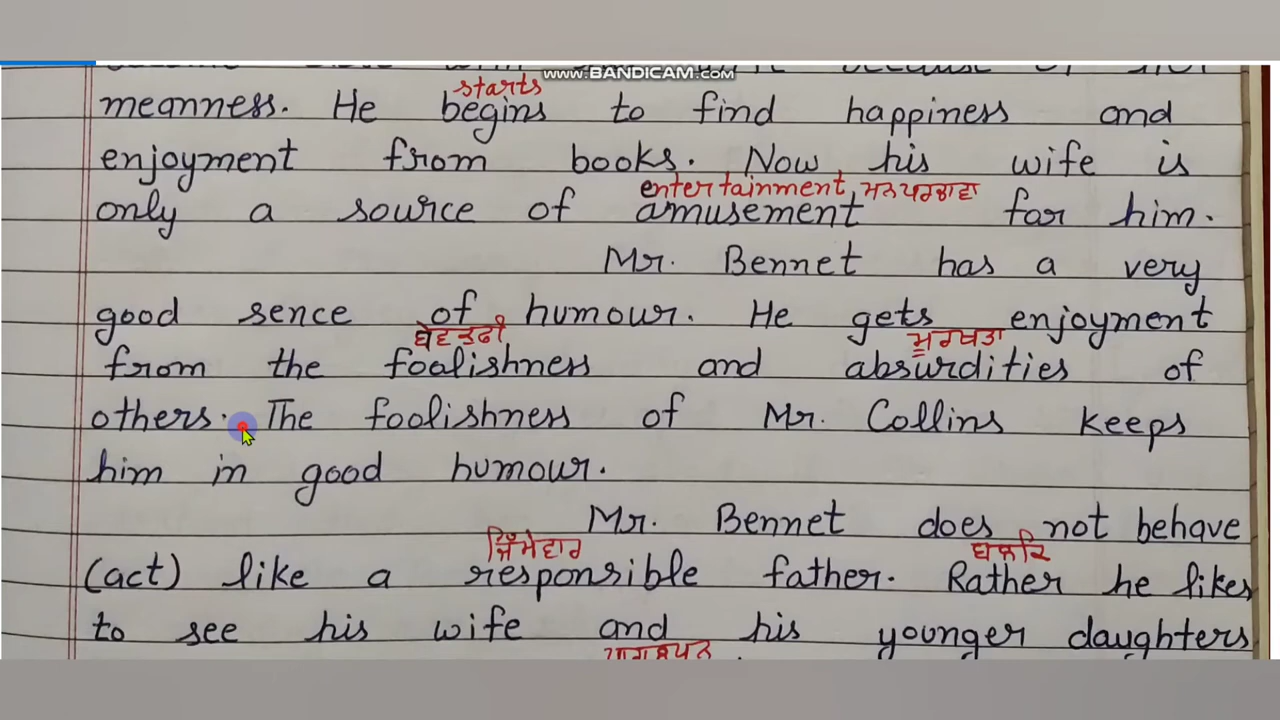 www.BANDICAM.com
starts
meanness. He begins to find happiness and
enjoyment from books. Now his wife is
entertainment, ਮਨਪਰਚਾਵਾ
only a source of amusement for him.
Mr. Bennet has a very
good sence of humour. He gets enjoyment
ਬੇਵਕੂਫੀ ਮੂਰਖਤਾ
from the foolishness and absurdities of
others. The foolishness of Mr. Collins keeps
him in good humour.
Mr. Bennet does not behave
ਜ਼ਿੰਮੇਵਾਰ ਬਲਕਿ
(act) like a responsible father. Rather he likes
to see his wife and his younger daughters